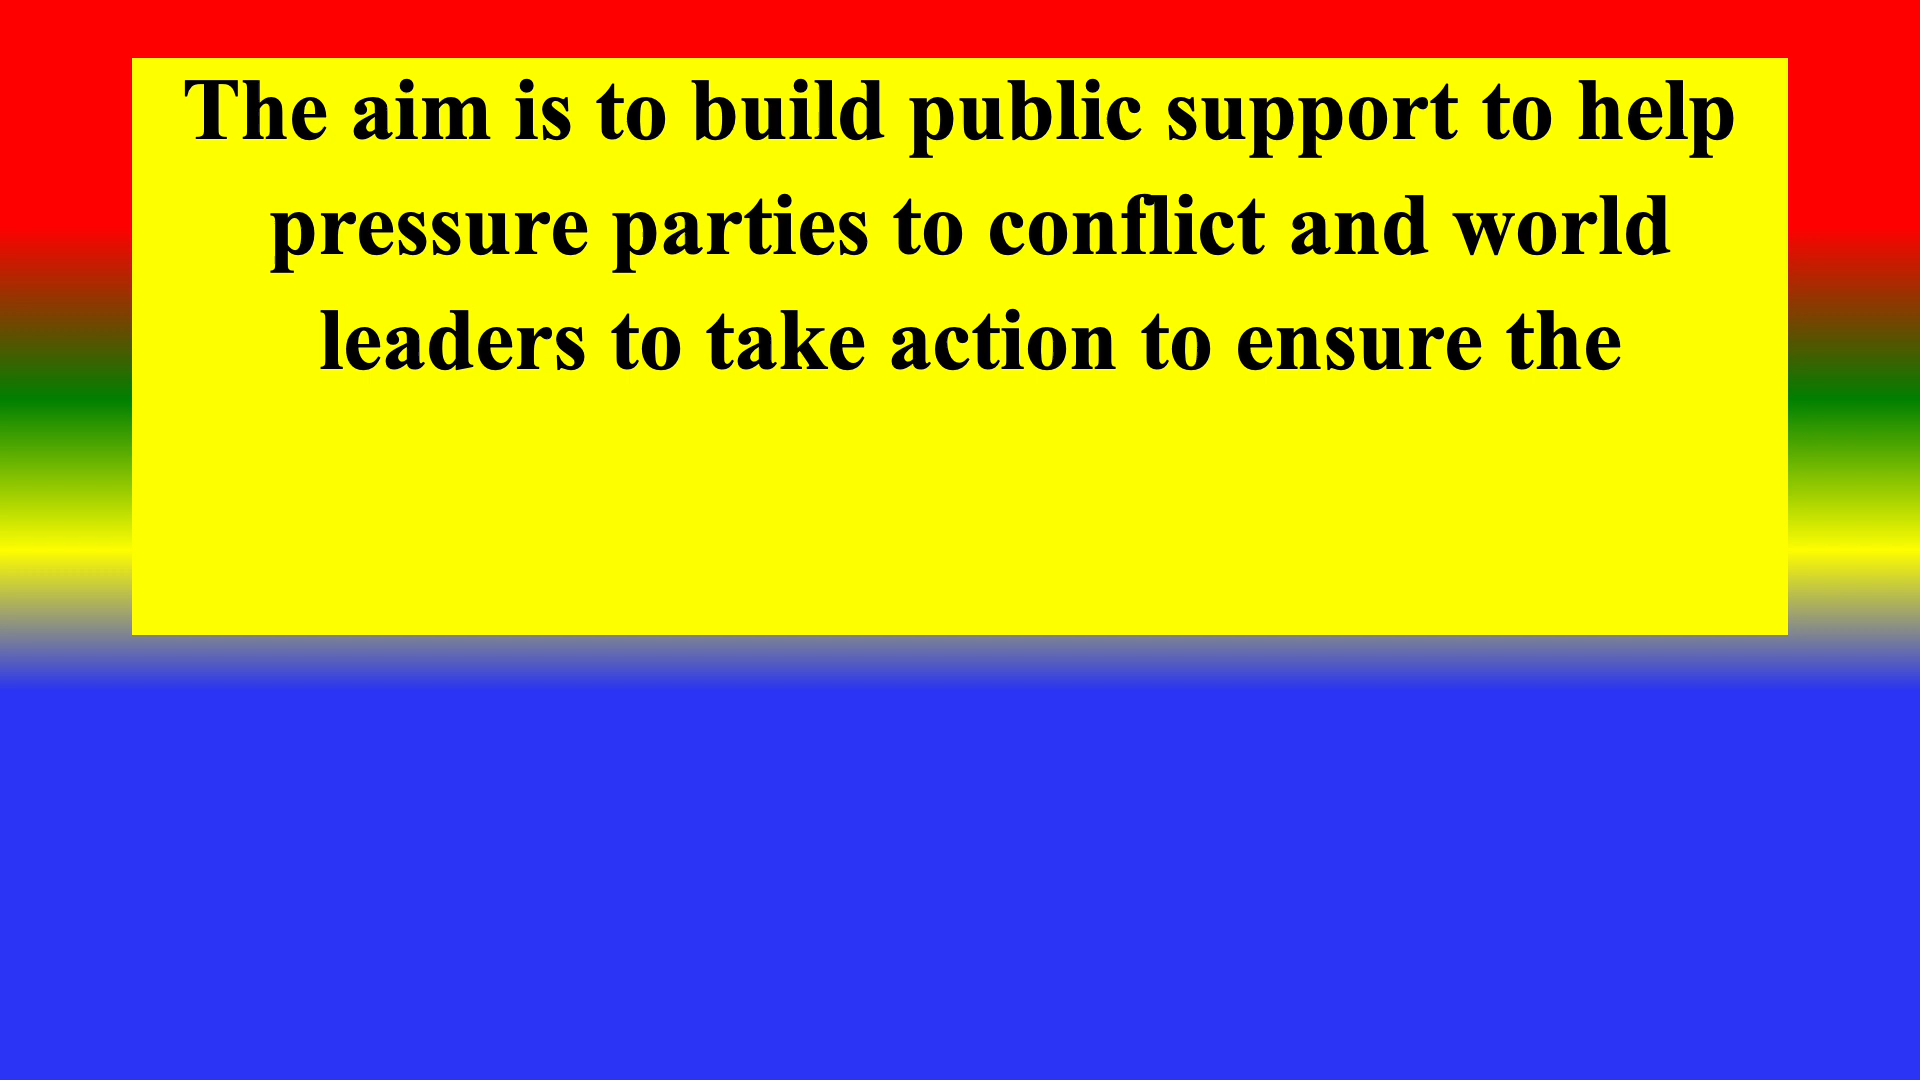 The aim is to build public support to help
pressure parties to conflict and world
leaders to take action to ensure the